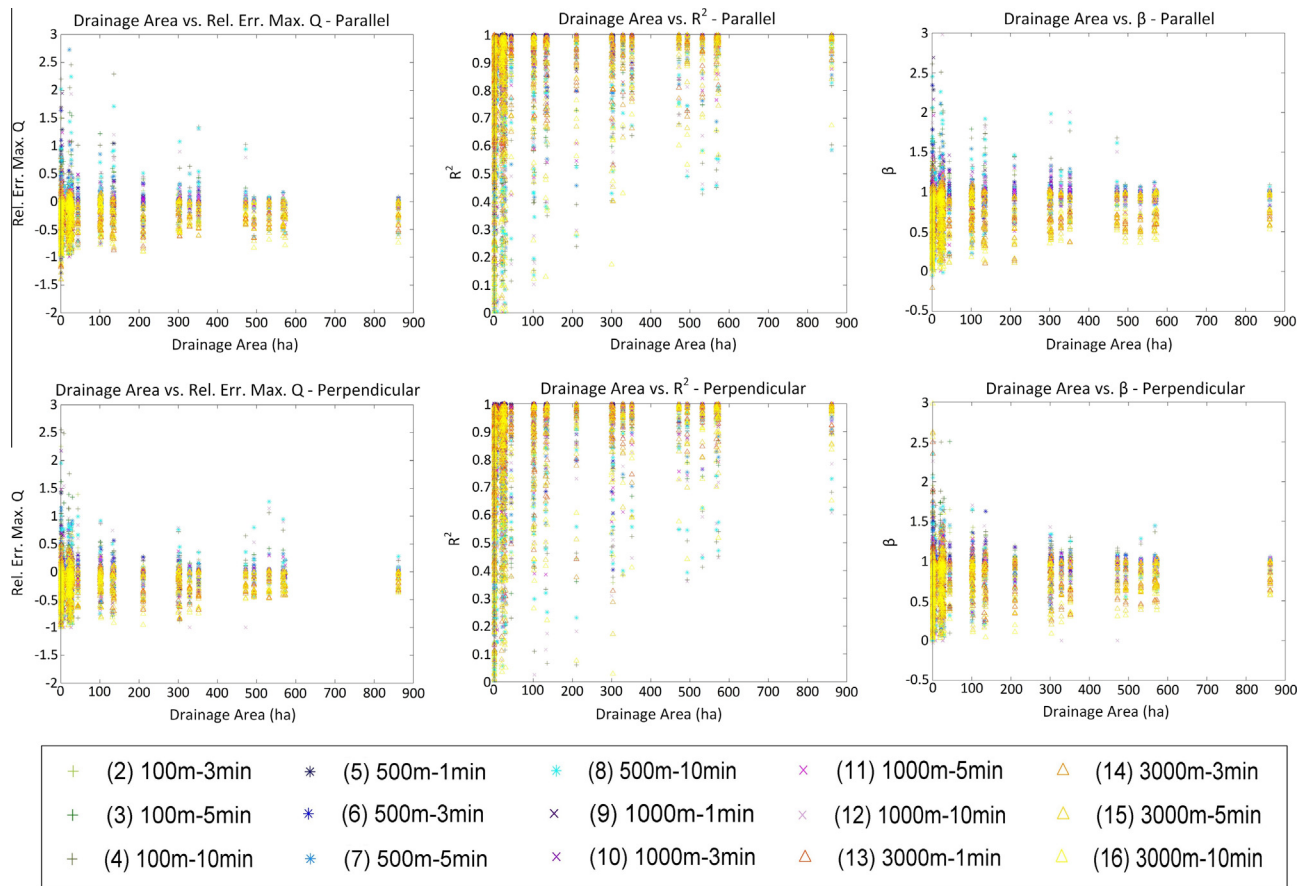 Drainage Area vs. Rel. Err. Max. Q - Parallel
Rel. Err. Max. Q
3
2.5
2
1.5
1
0.5
0
-0.5
-1
-1.5
-2
0 100 200 300 400 500 600 700 800 900
Drainage Area (ha)
Drainage Area vs. R² - Parallel
R²
1
0.9
0.8
0.7
0.6
0.5
0.4
0.3
0.2
0.1
0
0 100 200 300 400 500 600 700 800 900
Drainage Area (ha)
Drainage Area vs. β - Parallel
β
3
2.5
2
1.5
1
0.5
0
-0.5
0 100 200 300 400 500 600 700 800 900
Drainage Area (ha)
Drainage Area vs. Rel. Err. Max. Q - Perpendicular
Rel. Err. Max. Q
3
2.5
2
1.5
1
0.5
0
-0.5
-1
-1.5
-2
0 100 200 300 400 500 600 700 800 900
Drainage Area (ha)
Drainage Area vs. R² - Perpendicular
R²
1
0.9
0.8
0.7
0.6
0.5
0.4
0.3
0.2
0.1
0
0 100 200 300 400 500 600 700 800 900
Drainage Area (ha)
Drainage Area vs. β - Perpendicular
β
3
2.5
2
1.5
1
0.5
0
-0.5
0 100 200 300 400 500 600 700 800 900
Drainage Area (ha)
(2) 100m-3min
(3) 100m-5min
(4) 100m-10min
(5) 500m-1min
(6) 500m-3min
(7) 500m-5min
(8) 500m-10min
(9) 1000m-1min
(10) 1000m-3min
(11) 1000m-5min
(12) 1000m-10min
(13) 3000m-1min
(14) 3000m-3min
(15) 3000m-5min
(16) 3000m-10min